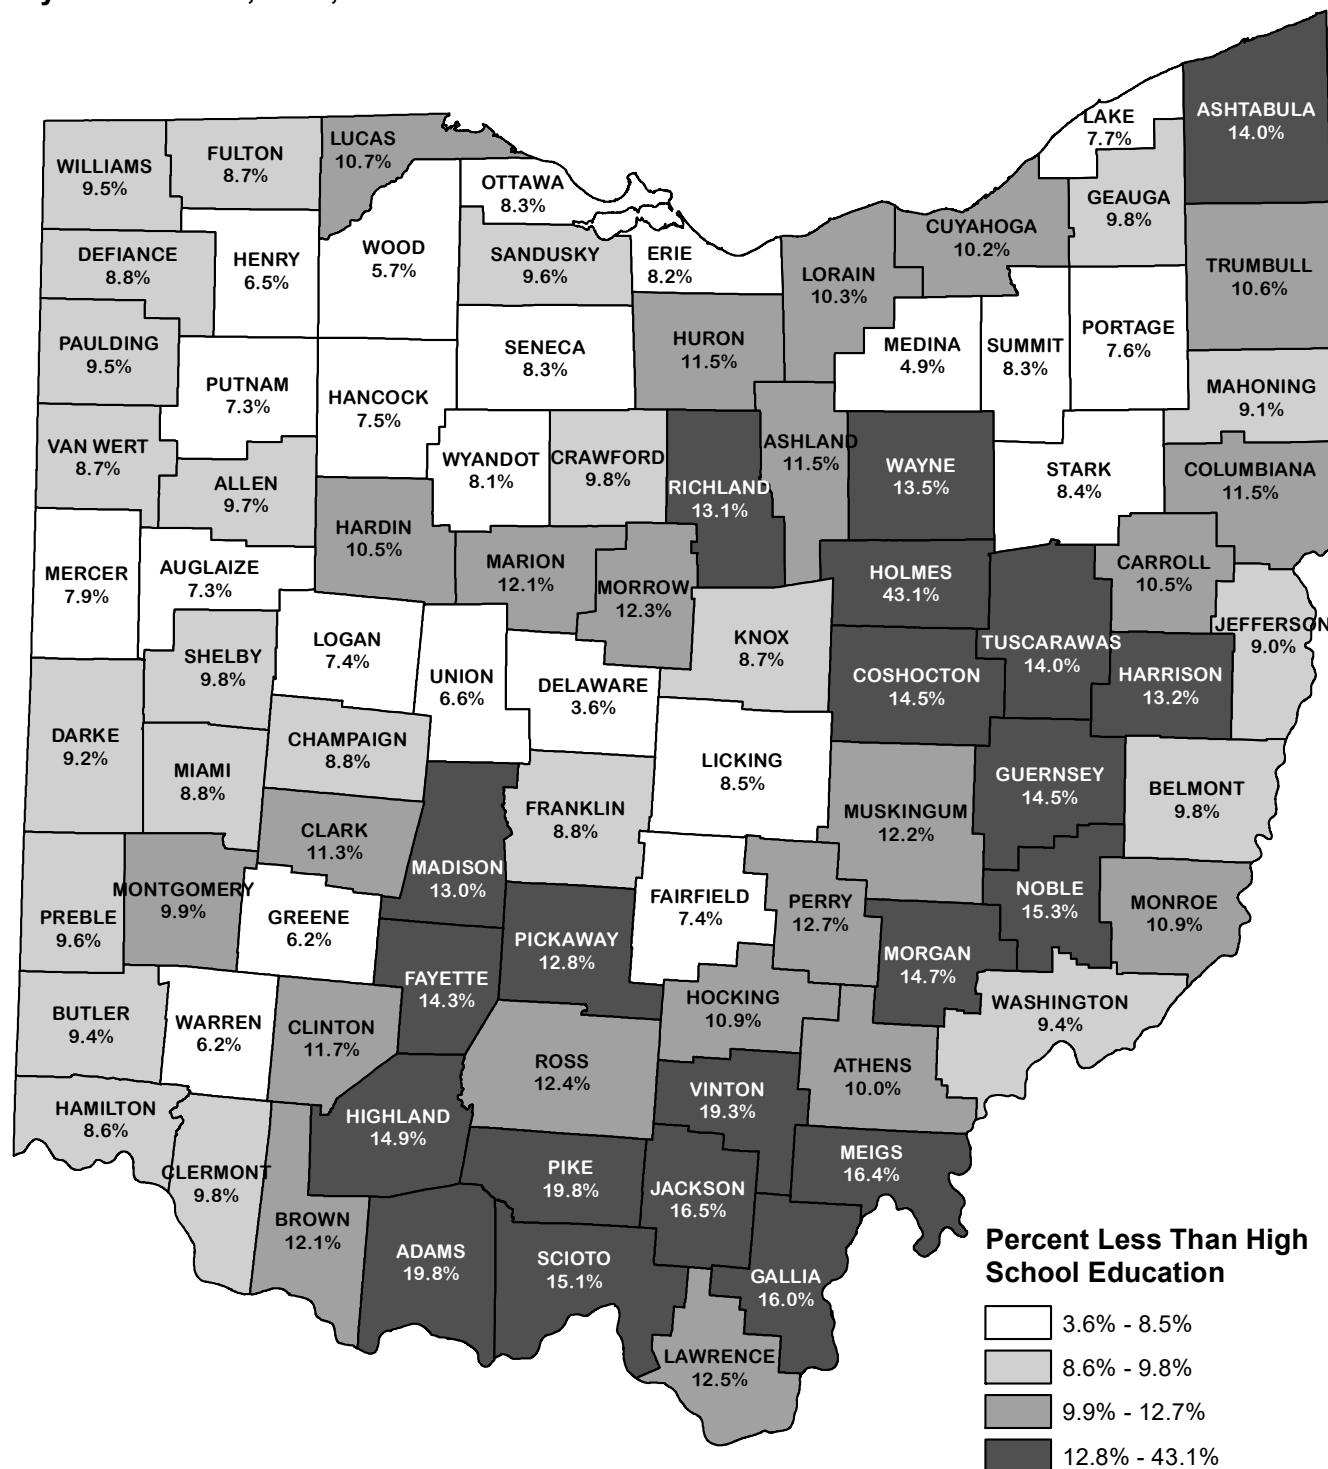 LAKE
7.7%
ASHTABULA
14.0%
WILLIAMS
9.5%
FULTON
8.7%
LUCAS
10.7%
OTTAWA
8.3%
GEAUGA
9.8%
CUYAHOGA
10.2%
DEFIANCE
8.8%
HENRY
6.5%
WOOD
5.7%
SANDUSKY
9.6%
ERIE
8.2%
LORAIN
10.3%
TRUMBULL
10.6%
PAULDING
9.5%
PUTNAM
7.3%
HANCOCK
7.5%
SENECA
8.3%
HURON
11.5%
MEDINA
4.9%
SUMMIT
8.3%
PORTAGE
7.6%
MAHONING
9.1%
VAN WERT
8.7%
ALLEN
9.7%
WYANDOT
8.1%
CRAWFORD
9.8%
RICHLAND
13.1%
ASHLAND
11.5%
WAYNE
13.5%
STARK
8.4%
COLUMBIANA
11.5%
MERCER
7.9%
AUGLAIZE
7.3%
HARDIN
10.5%
MARION
12.1%
MORROW
12.3%
HOLMES
43.1%
CARROLL
10.5%
JEFFERSON
9.0%
SHELBY
9.8%
LOGAN
7.4%
UNION
6.6%
DELAWARE
3.6%
KNOX
8.7%
COSHOCTON
14.5%
TUSCARAWAS
14.0%
HARRISON
13.2%
DARKE
9.2%
MIAMI
8.8%
CHAMPAIGN
8.8%
LICKING
8.5%
GUERNSEY
14.5%
BELMONT
9.8%
CLARK
11.3%
MADISON
13.0%
FRANKLIN
8.8%
MUSKINGUM
12.2%
PREBLE
9.6%
MONTGOMERY
9.9%
GREENE
6.2%
FAIRFIELD
7.4%
PERRY
12.7%
NOBLE
15.3%
MONROE
10.9%
FAYETTE
14.3%
PICKAWAY
12.8%
MORGAN
14.7%
BUTLER
9.4%
WARREN
6.2%
CLINTON
11.7%
HOCKING
10.9%
WASHINGTON
9.4%
ROSS
12.4%
ATHENS
10.0%
HAMILTON
8.6%
HIGHLAND
14.9%
VINTON
19.3%
CLERMONT
9.8%
PIKE
19.8%
JACKSON
16.5%
MEIGS
16.4%
BROWN
12.1%
ADAMS
19.8%
SCIOTO
15.1%
GALLIA
16.0%
LAWRENCE
12.5%
Percent Less Than High
School Education
3.6% - 8.5%
8.6% - 9.8%
9.9% - 12.7%
12.8% - 43.1%